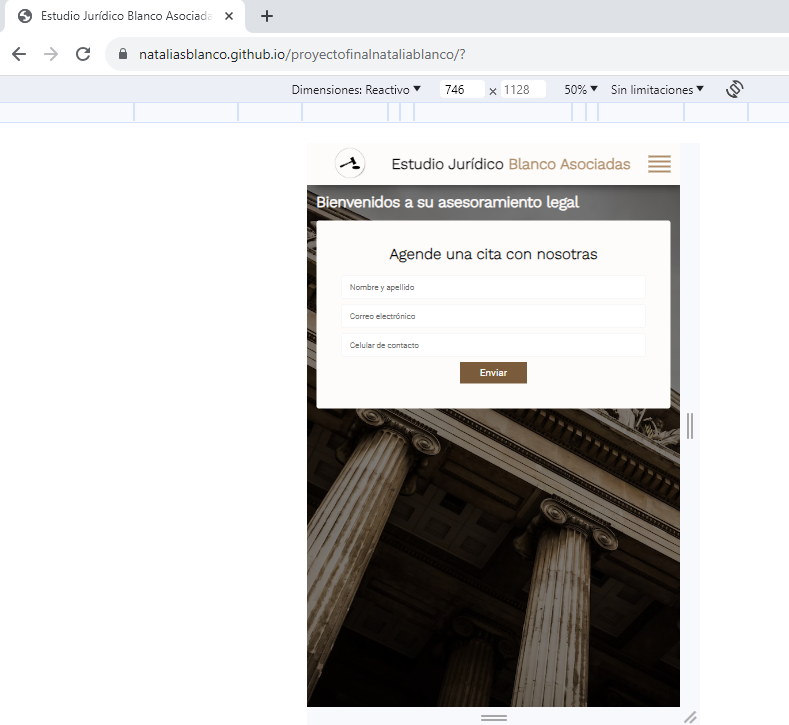 Estudio Jurídico Blanco Asociada
nataliasblanco.github.io/proyectofinalnataliablanco/?
Dimensiones: Reactivo 746 x 1128 50% Sin limitaciones
Estudio Jurídico Blanco Asociadas
Bienvenidos a su asesoramiento legal
Agende una cita con nosotras
Nombre y apellido
Correo electrónico
Celular de contacto
Enviar